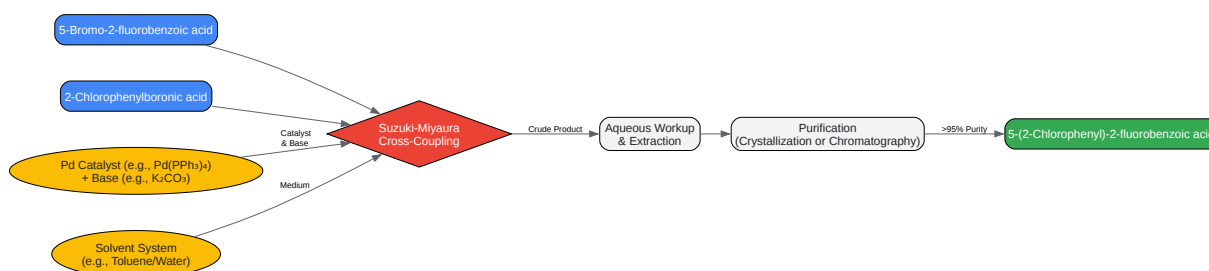 5-Bromo-2-fluorobenzoic acid
2-Chlorophenylboronic acid
Catalyst
& Base
Pd Catalyst (e.g., Pd(PPh₃)₄)
+ Base (e.g., K₂CO₃)
Medium
Solvent System
(e.g., Toluene/Water)
Suzuki-Miyaura
Cross-Coupling
Crude Product
Aqueous Workup
& Extraction
Purification
(Crystallization or Chromatography)
>95% Purity
5-(2-Chlorophenyl)-2-fluorobenzoic acid